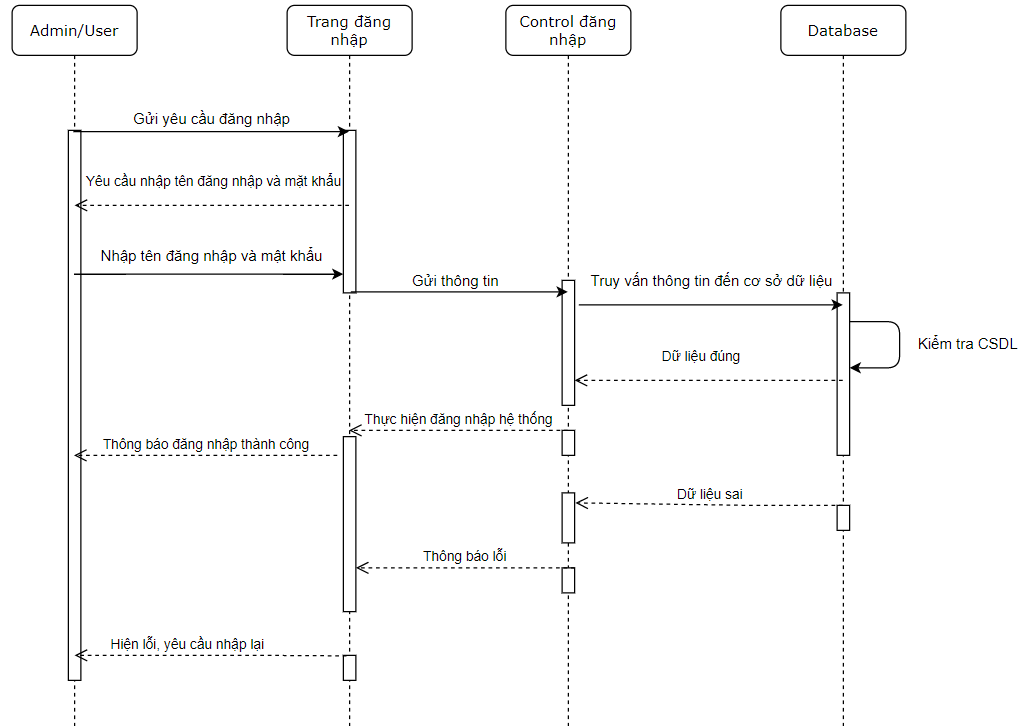 Admin/User
Trang đăng
nhập
Control đăng
nhập
Database
Gửi yêu cầu đăng nhập
Yêu cầu nhập tên đăng nhập và mật khẩu
Nhập tên đăng nhập và mật khẩu
Gửi thông tin
Truy vấn thông tin đến cơ sở dữ liệu
Kiểm tra CSDL
Dữ liệu đúng
Thực hiện đăng nhập hệ thống
Thông báo đăng nhập thành công
Dữ liệu sai
Thông báo lỗi
Hiện lỗi, yêu cầu nhập lại